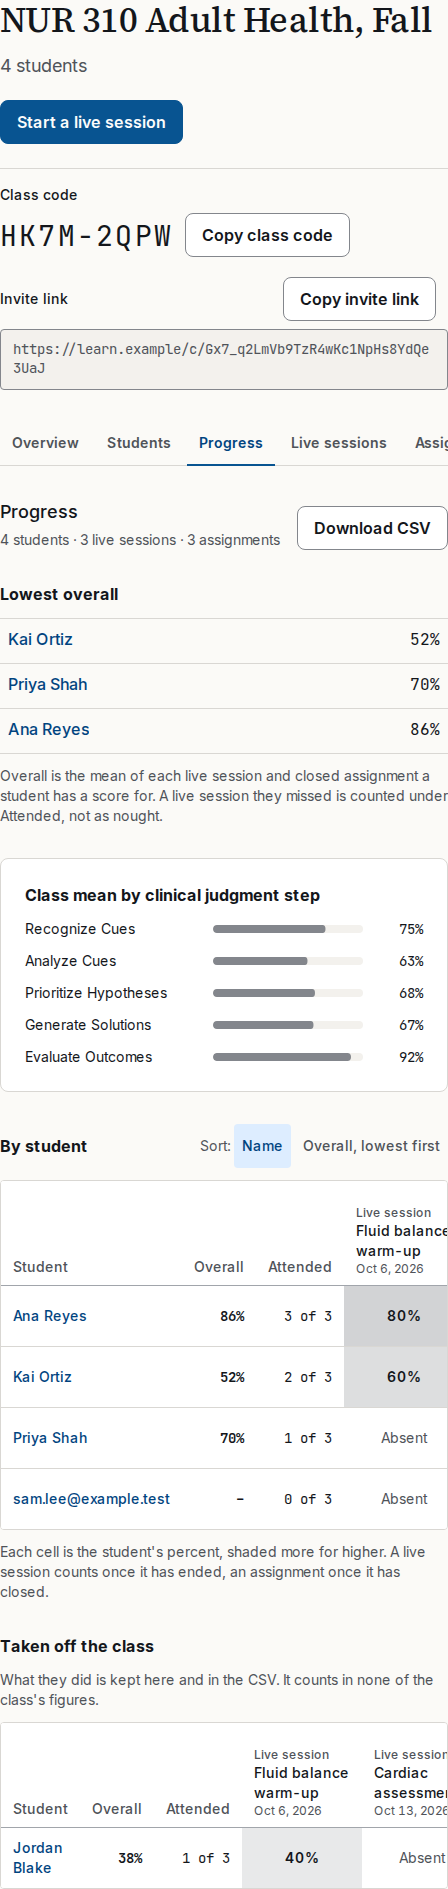 NUR 310 Adult Health, Fall
4 students
Start a live session
Class code
HK7M-2QPW
Copy class code
Invite link
Copy invite link
https://learn.example/c/Gx7_q2LmVb9TzR4wKc1NpHs8YdQe
3UaJ
Overview Students Progress Live sessions
Progress
4 students · 3 live sessions · 3 assignments
Download CSV
Lowest overall
Kai Ortiz 52%
Priya Shah 70%
Ana Reyes 86%
Overall is the mean of each live session and closed assignment a
student has a score for. A live session they missed is counted under
Attended, not as nought.
Class mean by clinical judgment step
Recognize Cues 75%
Analyze Cues 63%
Prioritize Hypotheses 68%
Generate Solutions 67%
Evaluate Outcomes 92%
By student
Sort: Name Overall, lowest first
Live session
Fluid balance
warm-up
Student Overall Attended Oct 6, 2026
Ana Reyes 86% 3 of 3 80%
Kai Ortiz 52% 2 of 3 60%
Priya Shah 70% 1 of 3 Absent
sam.lee@example.test – 0 of 3 Absent
Each cell is the student's percent, shaded more for higher. A live
session counts once it has ended, an assignment once it has
closed.
Taken off the class
What they did is kept here and in the CSV. It counts in none of the
class's figures.
Live session Live session
Fluid balance Cardiac
warm-up
Student Overall Attended Oct 6, 2026 Oct 13, 2026
Jordan
Blake 38% 1 of 3 40% Absent